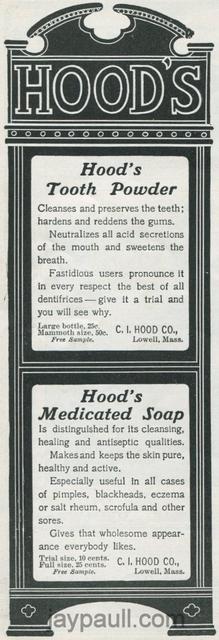 HOOD'S
Hood's
Tooth Powder
Cleanses and preserves the teeth;
hardens and reddens the gums.
Neutralizes all acid secretions
of the mouth and sweetens the
breath.
Fastidious users pronounce it
in every respect the best of all
dentifrices — give it a trial and
you will see why.
Large bottle, 25c.
Mammoth size, 50c.
Free Sample.
C. I. HOOD CO.,
Lowell, Mass.
Hood's
Medicated Soap
Is distinguished for its cleansing,
healing and antiseptic qualities.
Makes and keeps the skin pure,
healthy and active.
Especially useful in all cases
of pimples, blackheads, eczema
or salt rheum, scrofula and other
sores.
Gives that wholesome appear-
ance everybody likes.
Trial size, 10 cents.
Full size, 25 cents.
Free Sample.
C. I. HOOD CO.,
Lowell, Mass.
jaypaull.com